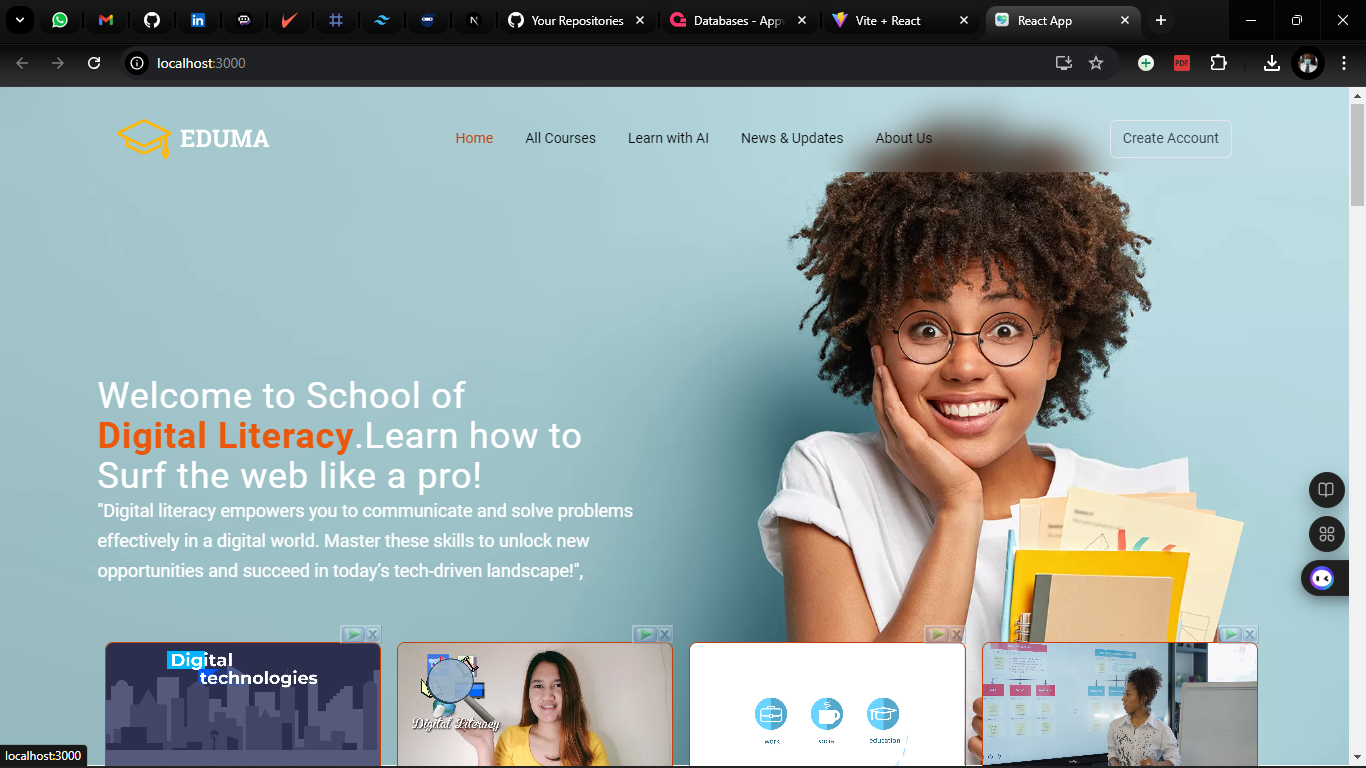 Your Repositories
Databases - App
Vite + React
React App
localhost:3000
PDF
EDUMA
Home
All Courses
Learn with AI
News & Updates
About Us
Create Account
Welcome to School of
Digital Literacy.Learn how to
Surf the web like a pro!
"Digital literacy empowers you to communicate and solve problems
effectively in a digital world. Master these skills to unlock new
opportunities and succeed in today's tech-driven landscape!",
Digital
technologies
Digital Literacy
work
social
education
localhost:3000